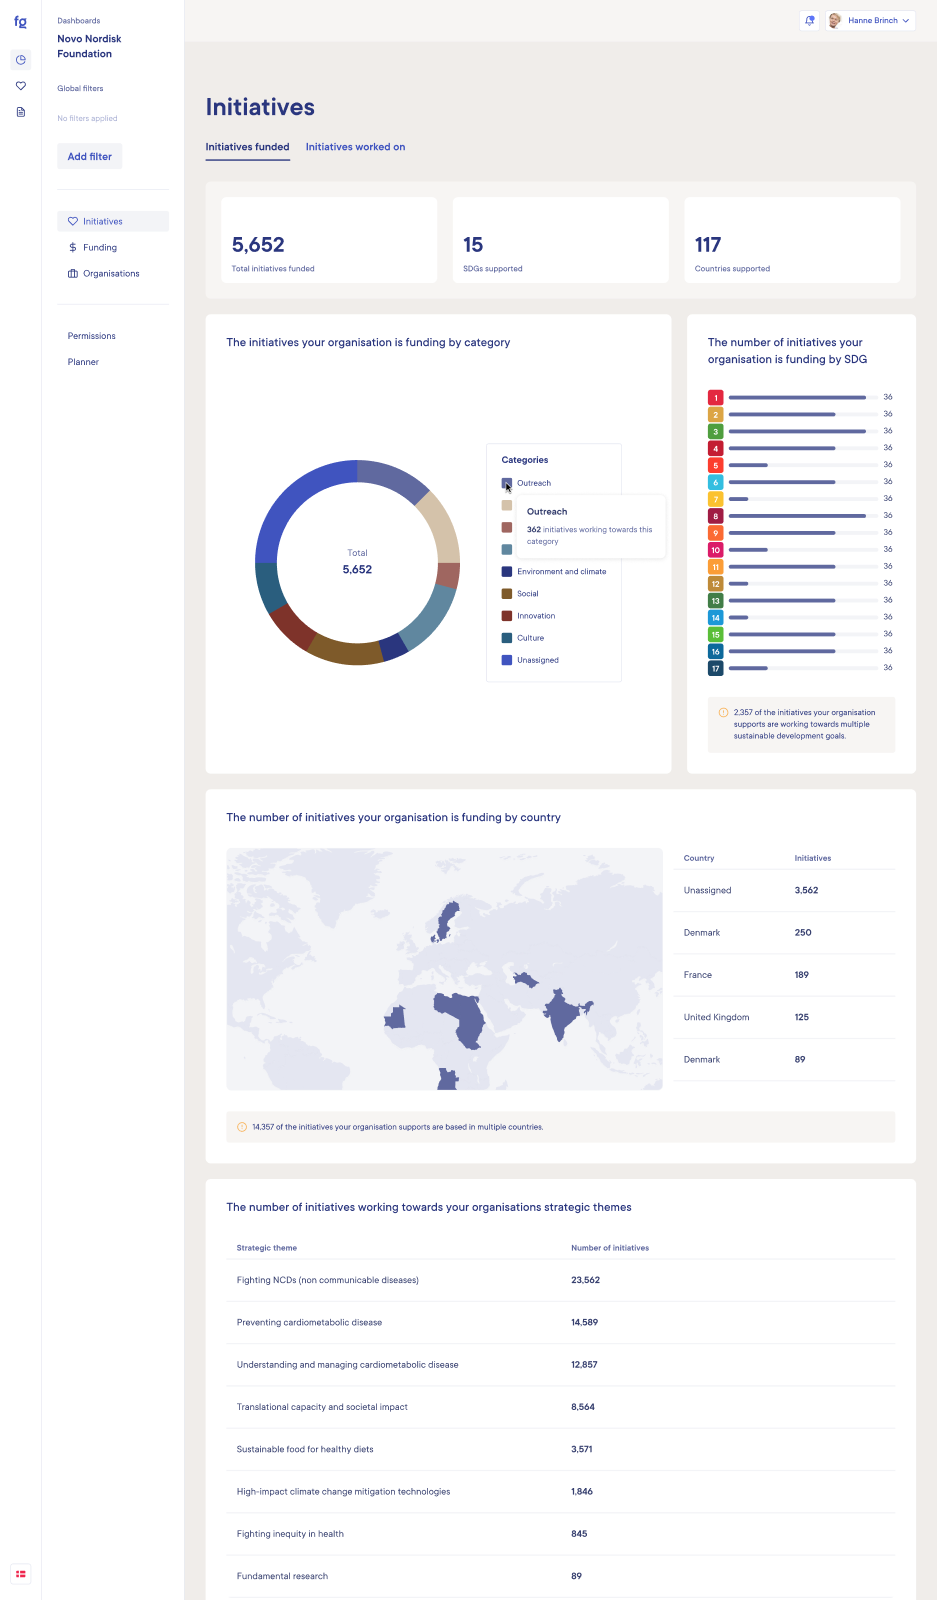 fg
Dashboards
Novo Nordisk
Foundation
Global filters
No filters applied
Add filter
Initiatives
Funding
Organisations
Permissions
Planner
Hanne Brinch
Initiatives
Initiatives funded
Initiatives worked on
5,652
Total initiatives funded
15
SDGs supported
117
Countries supported
The initiatives your organisation is funding by category
Total
5,652
Categories
Outreach
Outreach
362 initiatives working towards this
category
Environment and climate
Social
Innovation
Culture
Unassigned
The number of initiatives your
organisation is funding by SDG
1 36
2 36
3 36
4 36
5 36
6 36
7 36
8 36
9 36
10 36
11 36
12 36
13 36
14 36
15 36
16 36
17 36
2,357 of the initiatives your organisation
supports are working towards multiple
sustainable development goals.
The number of initiatives your organisation is funding by country
Country Initiatives
Unassigned 3,562
Denmark 250
France 189
United Kingdom 125
Denmark 89
14,357 of the initiatives your organisation supports are based in multiple countries.
The number of initiatives working towards your organisations strategic themes
Strategic theme Number of initiatives
Fighting NCDs (non communicable diseases) 23,562
Preventing cardiometabolic disease 14,589
Understanding and managing cardiometabolic disease 12,857
Translational capacity and societal impact 8,564
Sustainable food for healthy diets 3,571
High-impact climate change mitigation technologies 1,846
Fighting inequity in health 845
Fundamental research 89